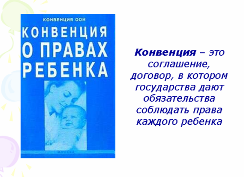 КОНВЕНЦИЯ ООН
КОНВЕНЦИЯ
О ПРАВАХ
РЕБЕНКА
Конвенция – это
соглашение,
договор, в котором
государства дают
обязательства
соблюдать права
каждого ребенка